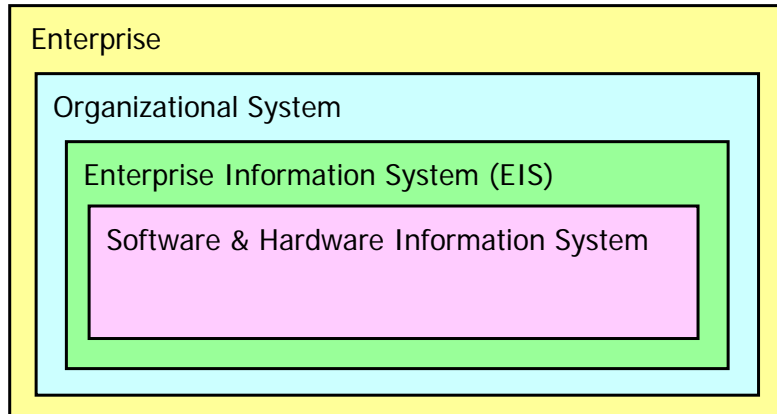 Enterprise
Organizational System
Enterprise Information System (EIS)
Software & Hardware Information System